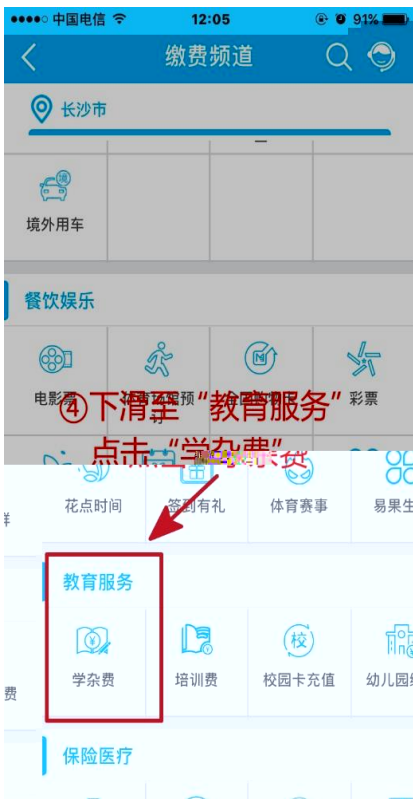 中国电信 12:05 91%
缴费频道
长沙市
境外用车
餐饮娱乐
电影票
彩票
④下滑至“教育服务”
点击“学杂费”
花点时间 签到有礼 体育赛事 易果生
教育服务
费 学杂费 培训费 校园卡充值 幼儿园
保险医疗